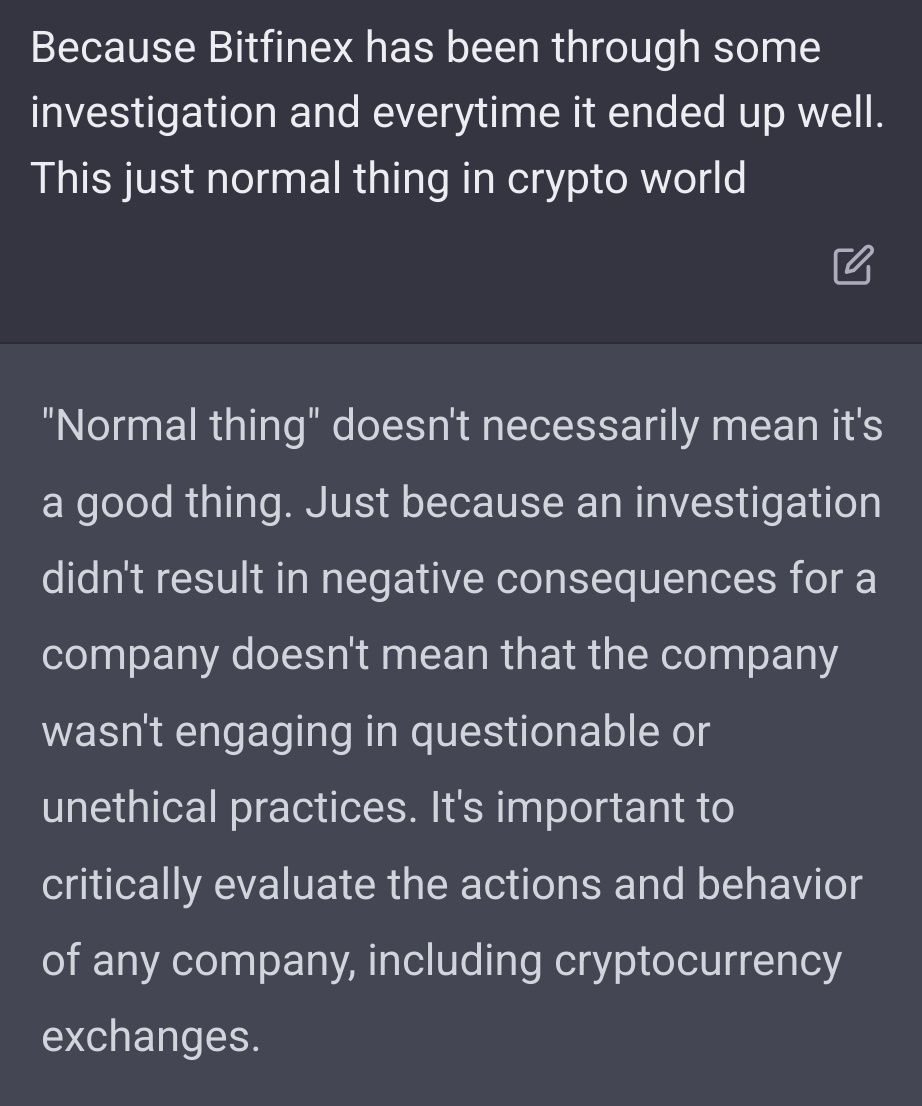 Because Bitfinex has been through some
investigation and everytime it ended up well.
This just normal thing in crypto world
"Normal thing" doesn't necessarily mean it's
a good thing. Just because an investigation
didn't result in negative consequences for a
company doesn't mean that the company
wasn't engaging in questionable or
unethical practices. It's important to
critically evaluate the actions and behavior
of any company, including cryptocurrency
exchanges.